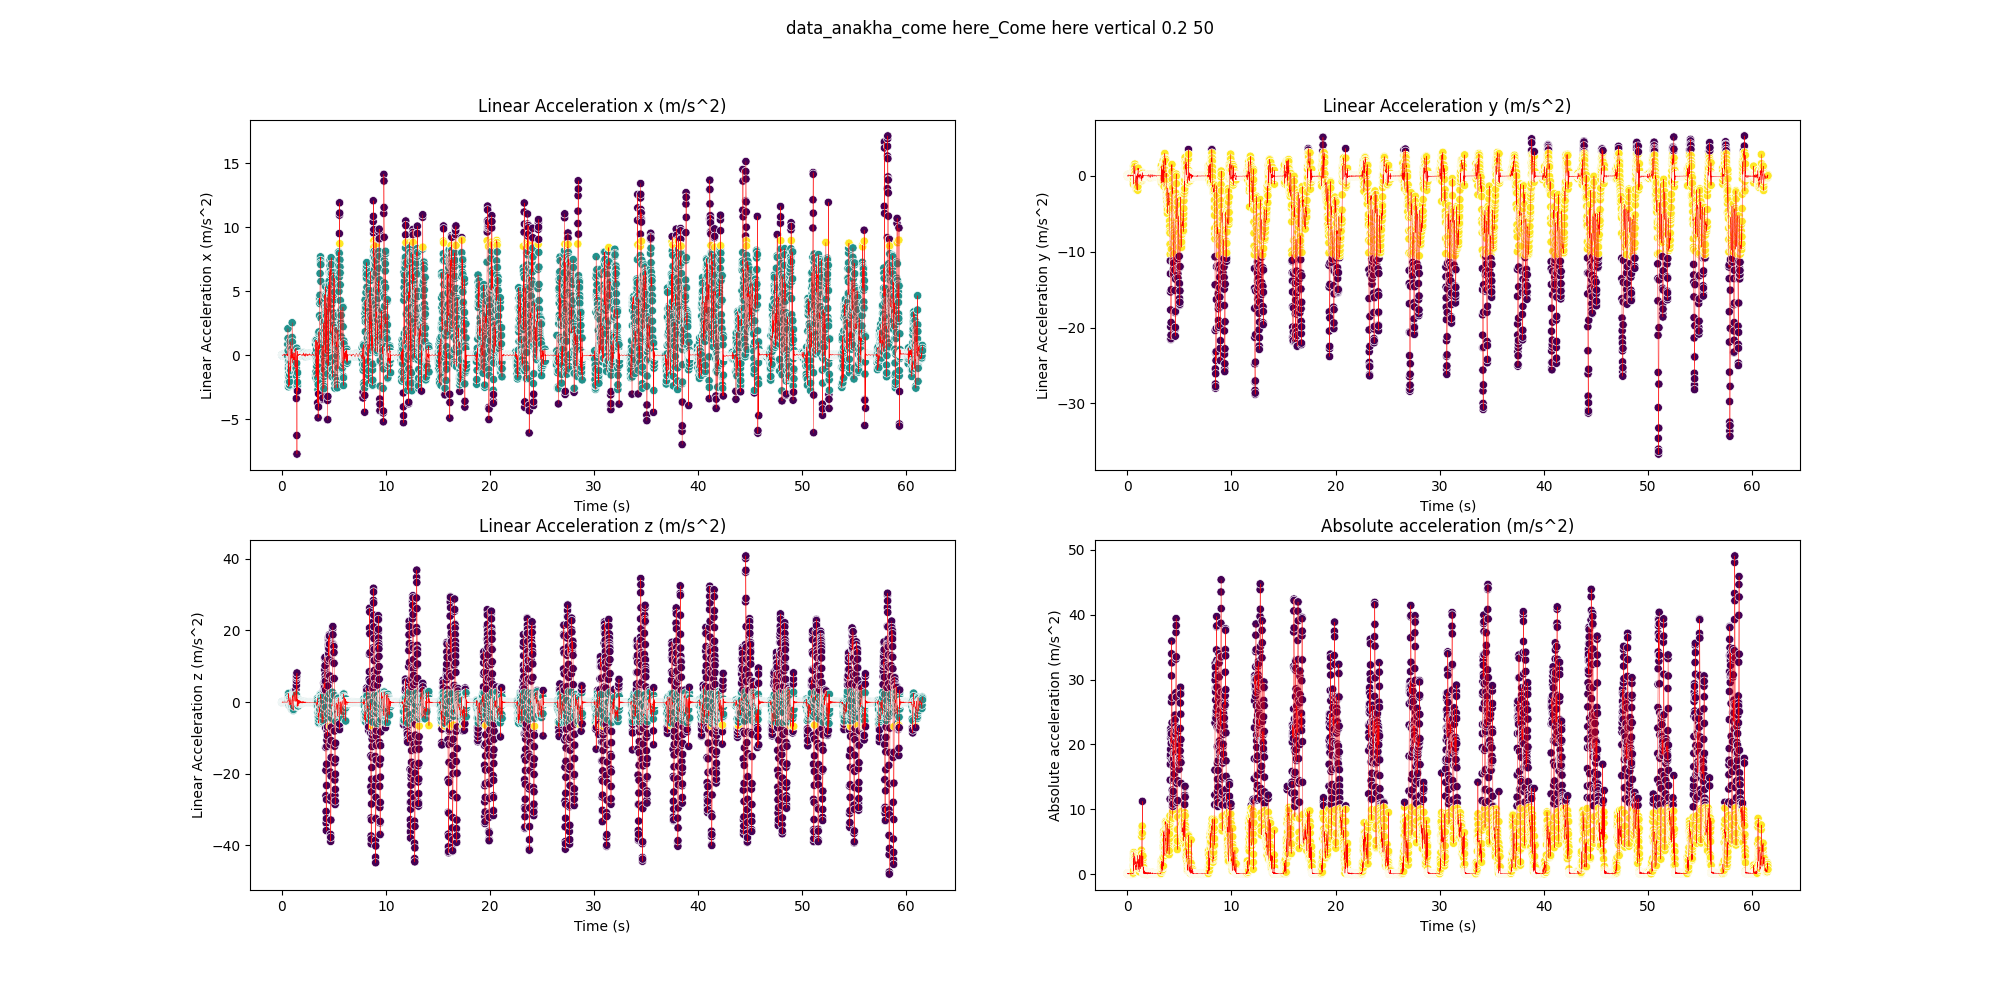 data_anakha_come here_Come here vertical 0.2 50
Linear Acceleration x (m/s^2)
Linear Acceleration x (m/s^2)
15
10
5
0
−5
0 10 20 30 40 50 60
Time (s)
Linear Acceleration y (m/s^2)
Linear Acceleration y (m/s^2)
0
−10
−20
−30
0 10 20 30 40 50 60
Time (s)
Linear Acceleration z (m/s^2)
Linear Acceleration z (m/s^2)
40
20
0
−20
−40
0 10 20 30 40 50 60
Time (s)
Absolute acceleration (m/s^2)
Absolute acceleration (m/s^2)
50
40
30
20
10
0
0 10 20 30 40 50 60
Time (s)